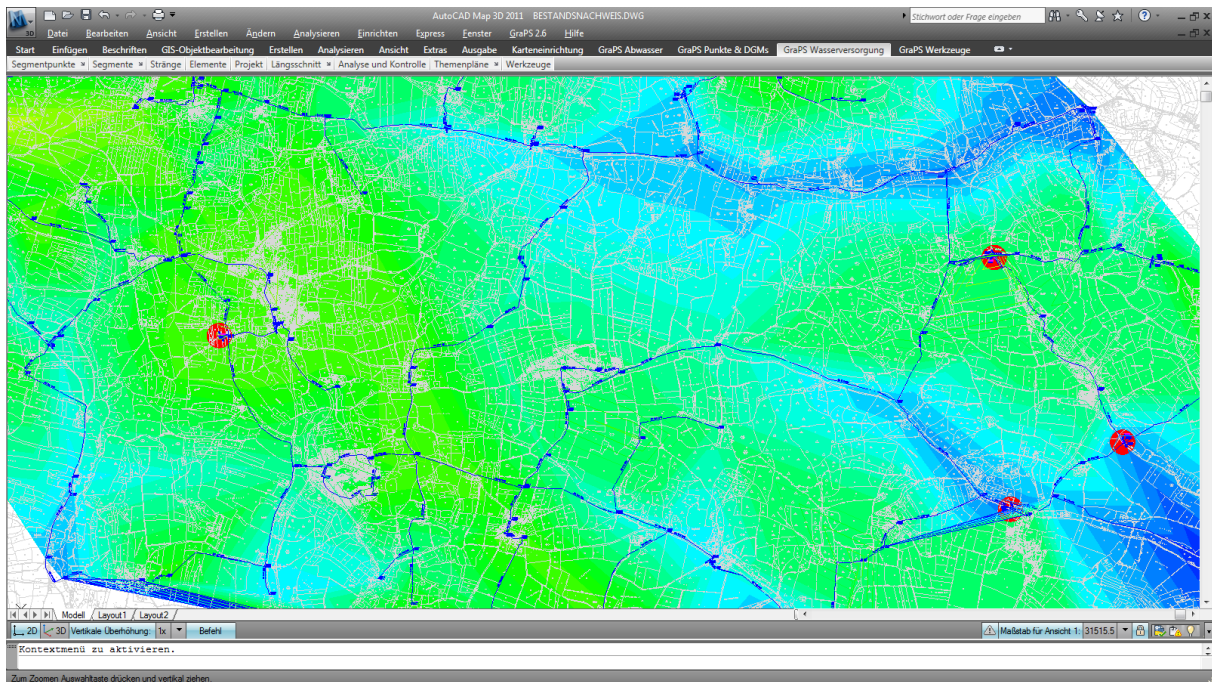 AutoCAD Map 3D 2011 BESTANDSNACHWEIS.DWG
Stichwort oder Frage eingeben
3D
Datei Bearbeiten Ansicht Erstellen Ändern Analysieren Einrichten Express Fenster GraPS 2.6 Hilfe
Start Einfügen Beschriften GIS-Objektbearbeitung Erstellen Analysieren Ansicht Extras Ausgabe Karteneinrichtung GraPS Abwasser GraPS Punkte & DGMs GraPS Wasserversorgung GraPS Werkzeuge
Segmentpunkte Segmente Stränge Elemente Projekt Längsschnitt Analyse und Kontrolle Themenpläne Werkzeuge
Modell Layout1 Layout2
2D 3D Vertikale Überhöhung: 1x Befehl Maßstab für Ansicht 1: 31515.5
Kontextmenü zu aktivieren.
Zum Zoomen Auswahltaste drücken und vertikal ziehen.